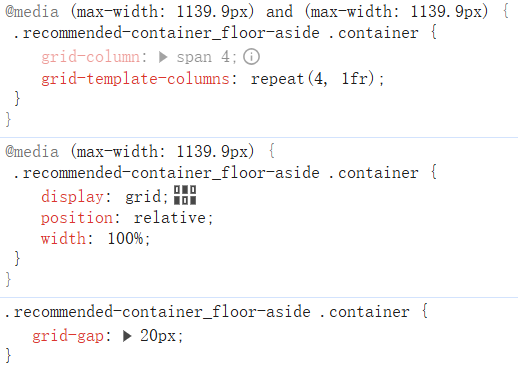 @media (max-width: 1139.9px) and (max-width: 1139.9px) {
.recommended-container_floor-aside .container {
grid-column: ▶ span 4;
grid-template-columns: repeat(4, 1fr);
}
}
@media (max-width: 1139.9px) {
.recommended-container_floor-aside .container {
display: grid;
position: relative;
width: 100%;
}
}
.recommended-container_floor-aside .container {
grid-gap: ▶ 20px;
}